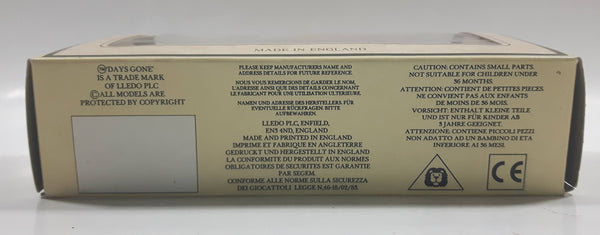 MADE IN ENGLAND
TM
'DAYS GONE'
IS A TRADE MARK
OF LLEDO PLC
©ALL MODELS ARE
PROTECTED BY COPYRIGHT
PLEASE KEEP MANUFACTURERS NAME AND
ADDRESS DETAILS FOR FUTURE REFERENCE.
NOUS VOUS REMERCIONS DE GARDER LE NOM,
L'ADRESSE AINSI QUE DES DETAILS CONCERNANT
LE FABRICANT POUR UNE UTILISATION ULTERIEURE.
NAMEN UND ADRESSE DES HERSTELLERS FÜR
EVENTUELLE RÜCKFRAGEN, BITTE
AUFBEWAHREN.
LLEDO PLC, ENFIELD,
EN3 4ND, ENGLAND
MADE AND PRINTED IN ENGLAND
IMPRIME ET FABRIQUE EN ANGLETERRE
GEDRUCKT UND HERGESTELLT IN ENGLAND
LA CONFORMITE DU PRODUIT AUX NORMES
OBLIGATOIRES DE SECURITES EST GARANTIE
PAR SEGEM.
CONFORME ALLE NORME SULLA SICUREZZA
DEI GIOCATTOLI LEGGE N,46-18/02/83.
CAUTION: CONTAINS SMALL PARTS.
NOT SUITABLE FOR CHILDREN UNDER
36 MONTHS.
ATTENTION: CONTIENT DE PETITES PIECES.
NE CONVIENT PAS AUX ENFANTS
DE MOINS DE 36 MOIS.
VORSICHT: ENTHALT KLEINE TEILE
UND IST NUR FÜR KINDER AB
3 JAHRE GEEIGNET.
ATTENZIONE: CONTIENE PICCOLI PEZZI
NON ADATTO AD UN BAMBINO DI ETA
INFERIORE AI 36 MESI.
CE